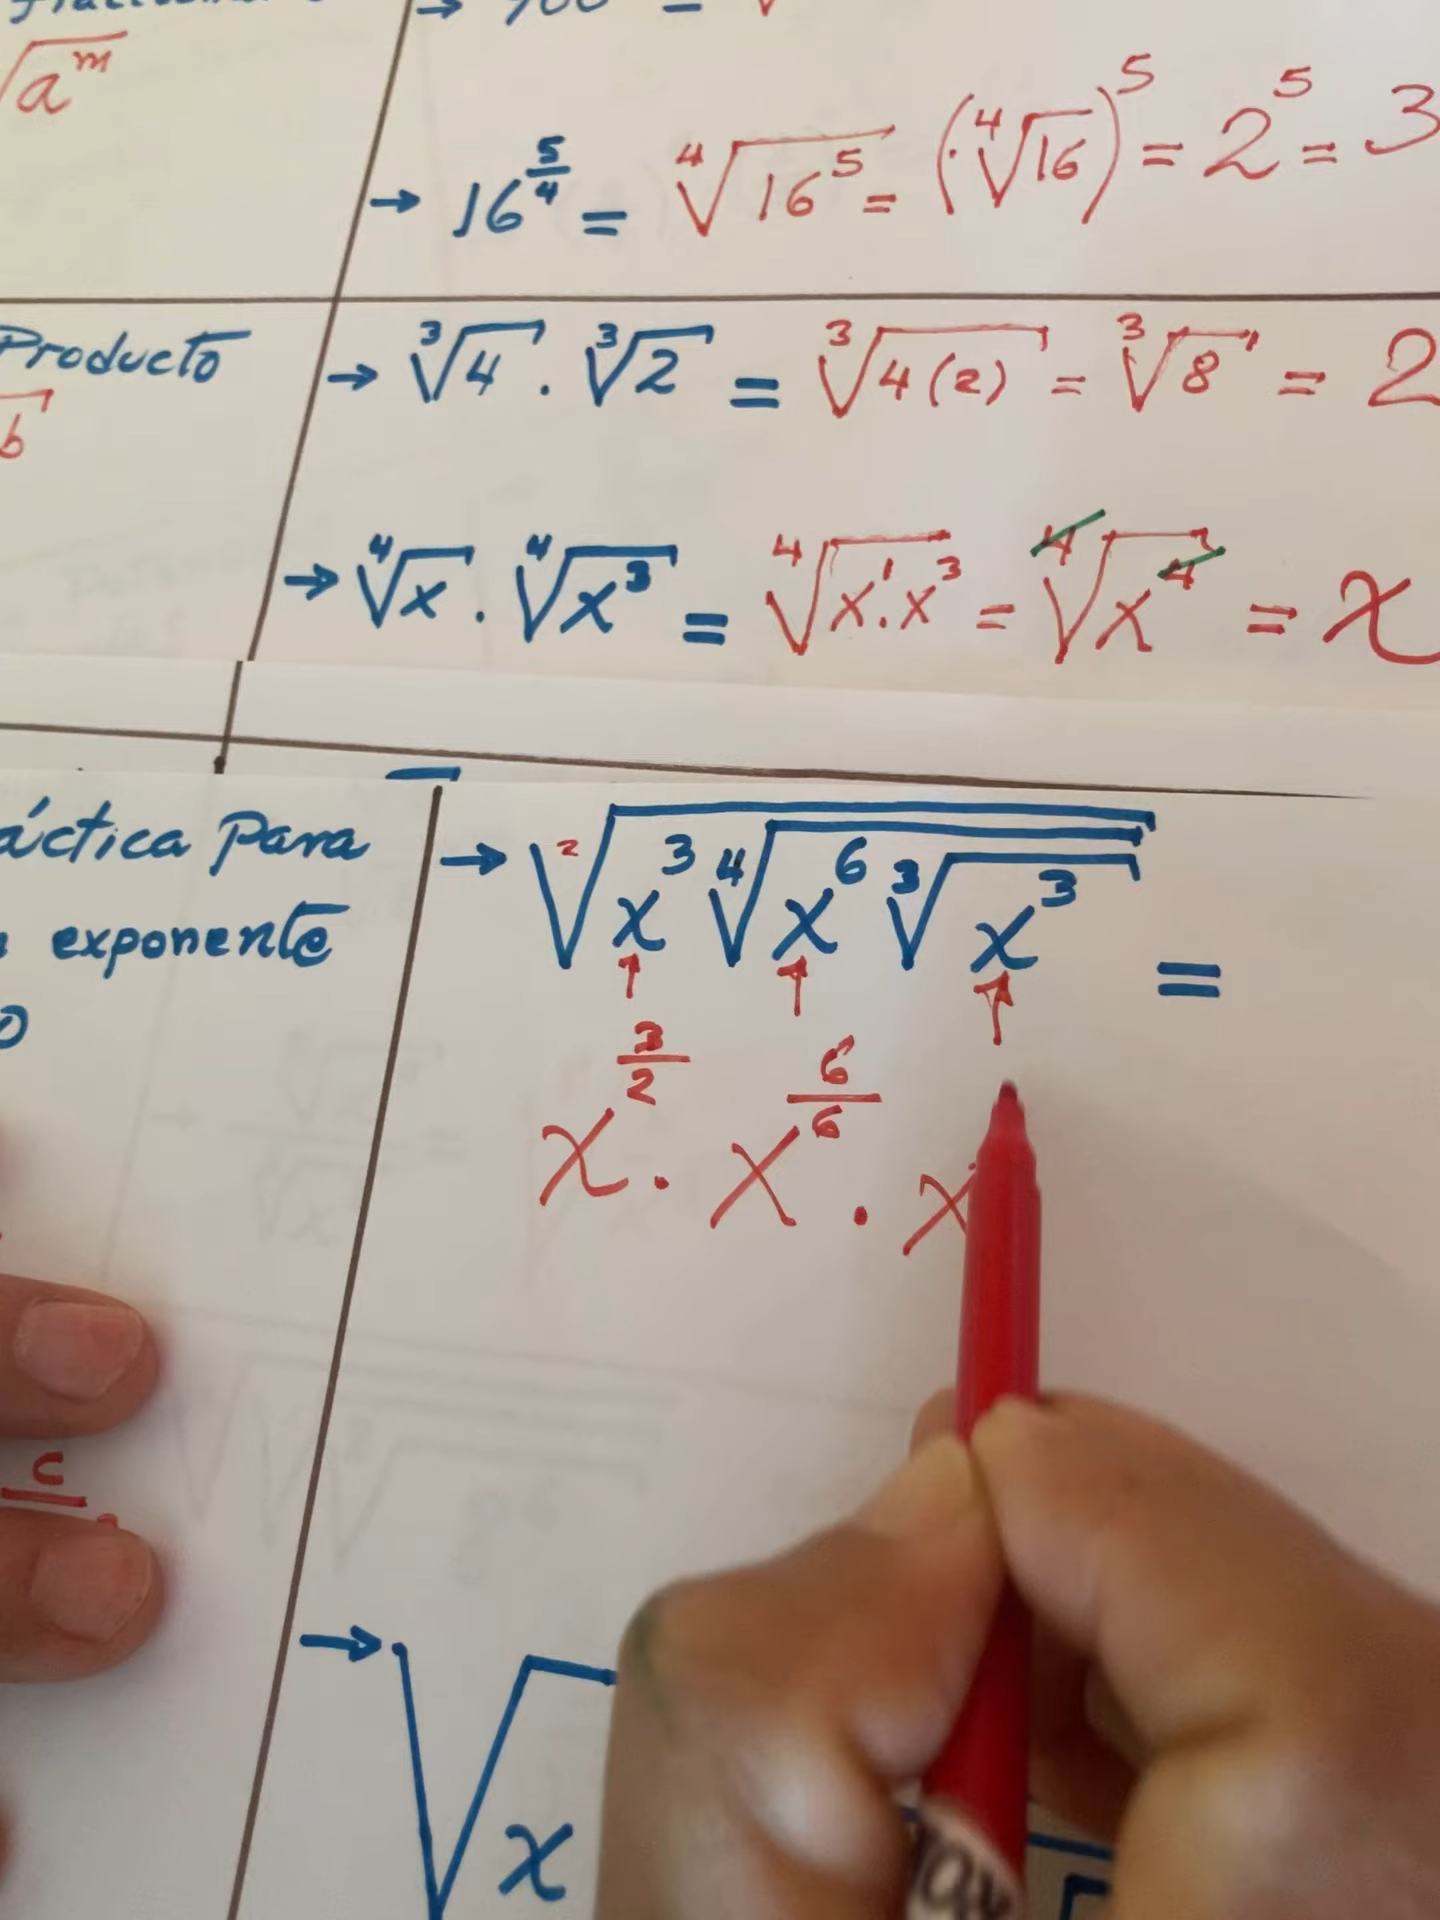 √a^m
→ 16^(5/4) = ⁴√16⁵ = (·⁴√16)⁵ = 2⁵ = 3
Producto → ³√4 . ³√2 = ³√4(2) = ³√8 = 2
b
→ ⁴√x . ⁴√x³ = ⁴√x¹.x³ = ⁴√x⁴ = x
áctica Para → ²√x³ ⁴√x⁶ ³√x³ =
exponente
o
x^(3/2) . x^(6/6) . x
c
→ √x